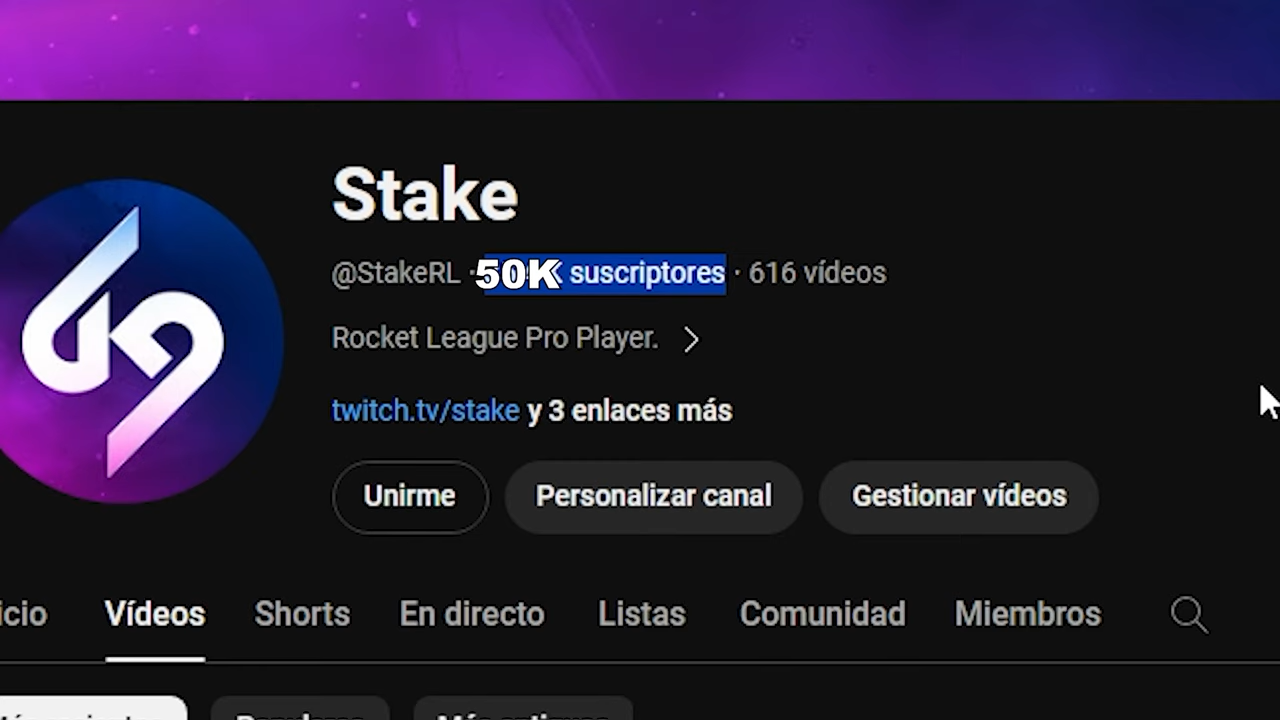 Stake
@StakeRL · 50K suscriptores · 616 vídeos
Rocket League Pro Player.
twitch.tv/stake y 3 enlaces más
Unirme Personalizar canal Gestionar vídeos
icio Vídeos Shorts En directo Listas Comunidad Miembros